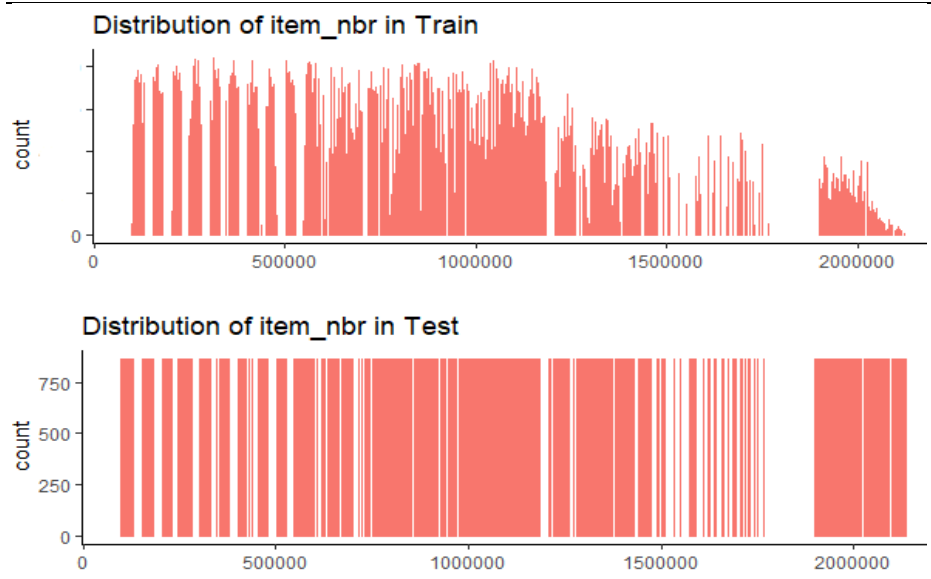 Distribution of item_nbr in Train
count
0
0 500000 1000000 1500000 2000000
Distribution of item_nbr in Test
count
750
500
250
0
0 500000 1000000 1500000 2000000